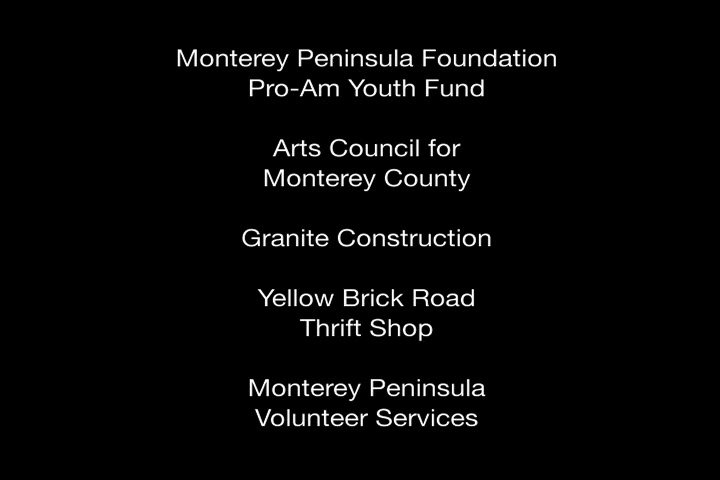 Monterey Peninsula Foundation
Pro-Am Youth Fund
Arts Council for
Monterey County
Granite Construction
Yellow Brick Road
Thrift Shop
Monterey Peninsula
Volunteer Services